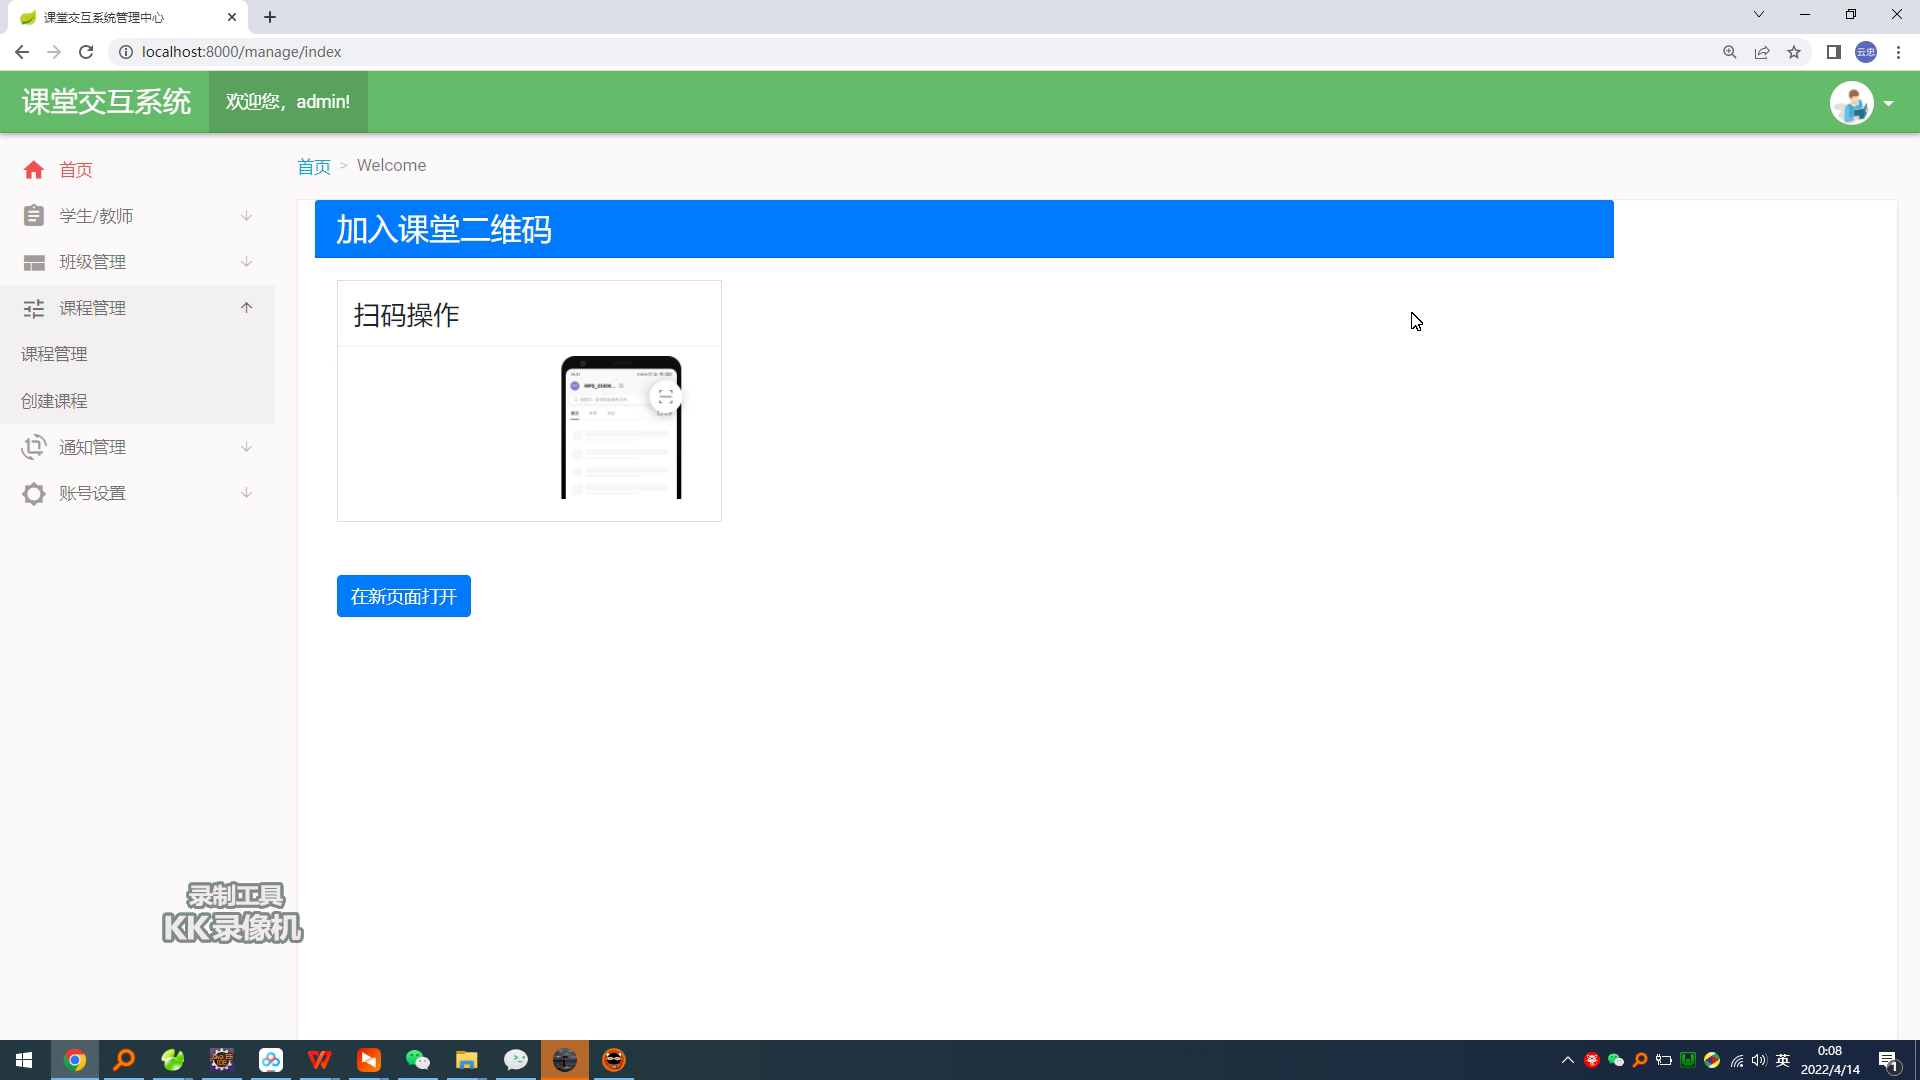 课堂交互系统管理中心
localhost:8000/manage/index
云忠
课堂交互系统
欢迎您，admin!
首页
学生/教师
班级管理
课程管理
课程管理
创建课程
通知管理
账号设置
首页 > Welcome
加入课堂二维码
扫码操作
在新页面打开
录制工具
KK录像机
英
0:08
2022/4/14
1